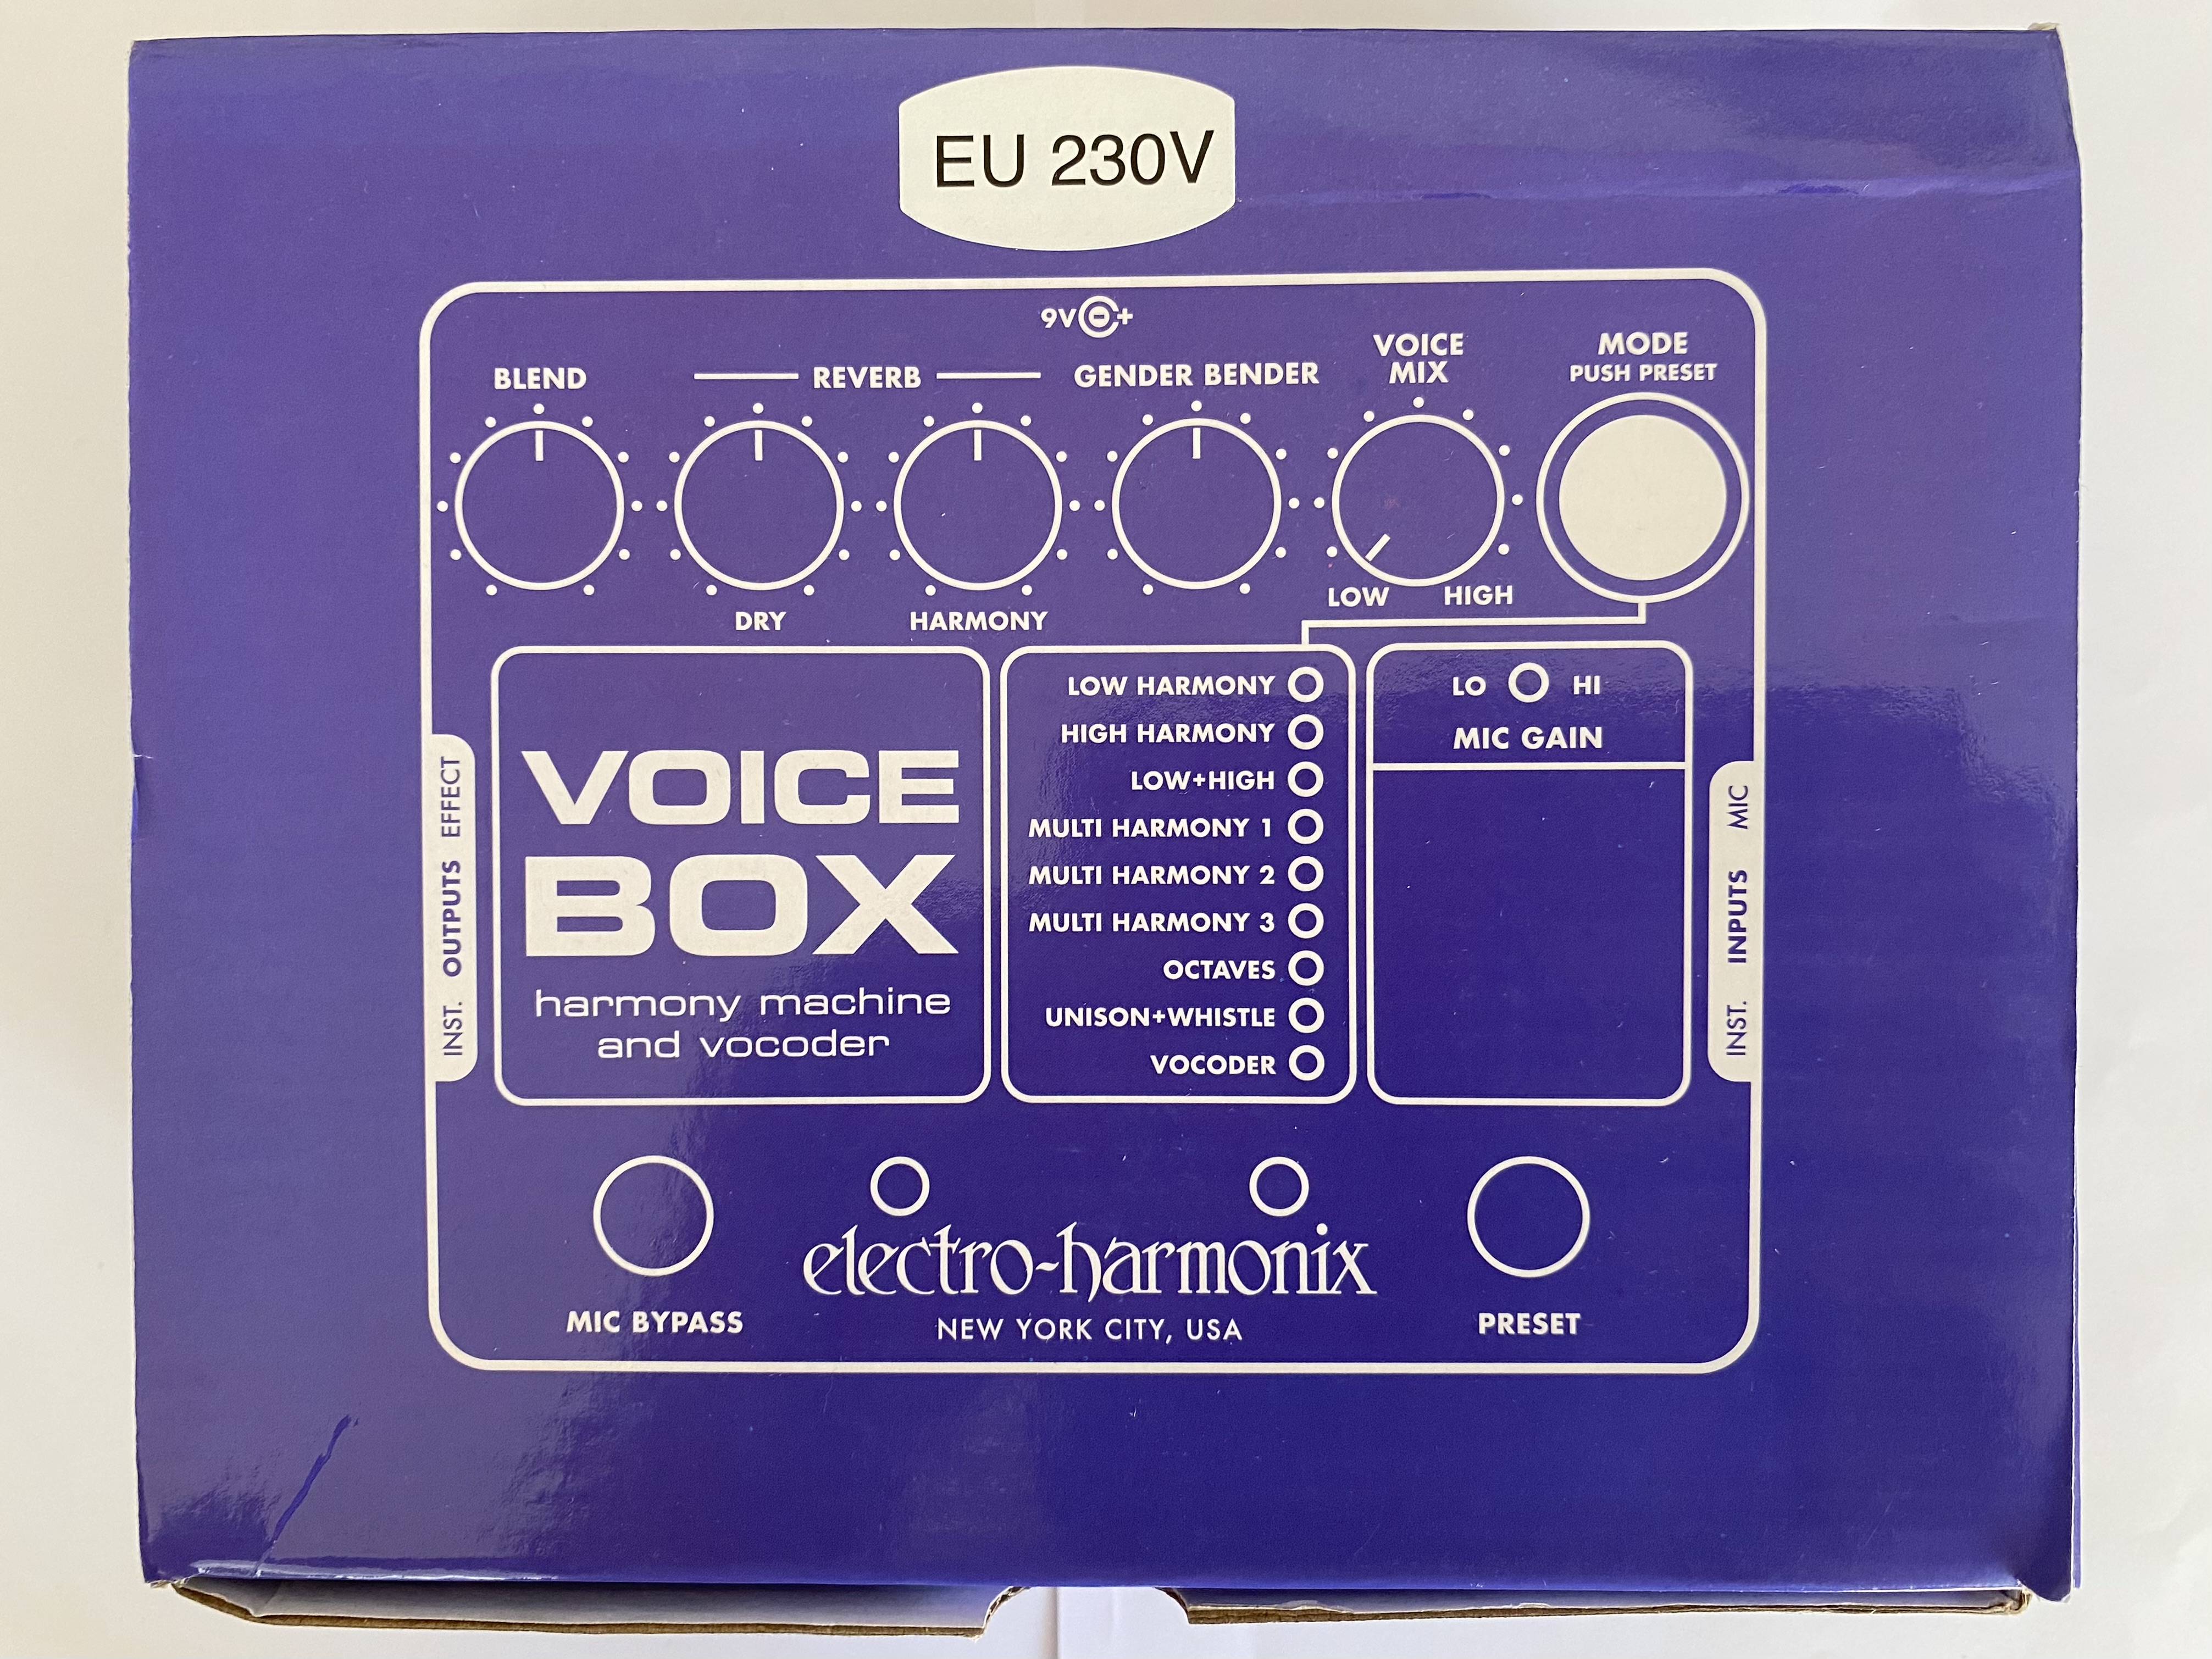 EU 230V
9V +
BLEND
REVERB
GENDER BENDER
VOICE
MIX
MODE
PUSH PRESET
DRY
HARMONY
LOW
HIGH
VOICE
BOX
harmony machine
and vocoder
LOW HARMONY
HIGH HARMONY
LOW+HIGH
MULTI HARMONY 1
MULTI HARMONY 2
MULTI HARMONY 3
OCTAVES
UNISON+WHISTLE
VOCODER
LO HI
MIC GAIN
INST. OUTPUTS EFFECT
INST. INPUTS MIC
electro-harmonix
NEW YORK CITY, USA
MIC BYPASS
PRESET